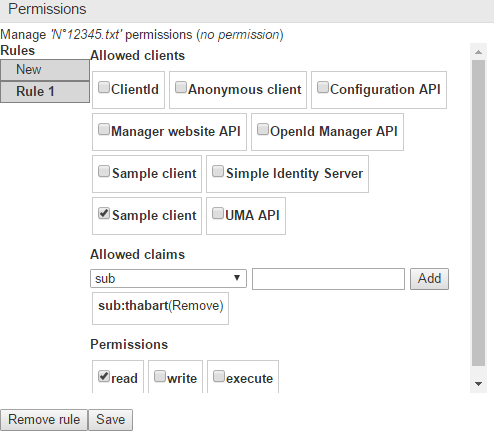 Permissions
Manage 'N°12345.txt' permissions (no permission)
Rules
New
Rule 1
Allowed clients
ClientId Anonymous client Configuration API
Manager website API OpenId Manager API
Sample client Simple Identity Server
Sample client UMA API
Allowed claims
sub Add
sub:thabart(Remove)
Permissions
read write execute
Remove rule Save